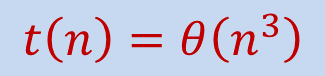 t(n) = θ(n³)